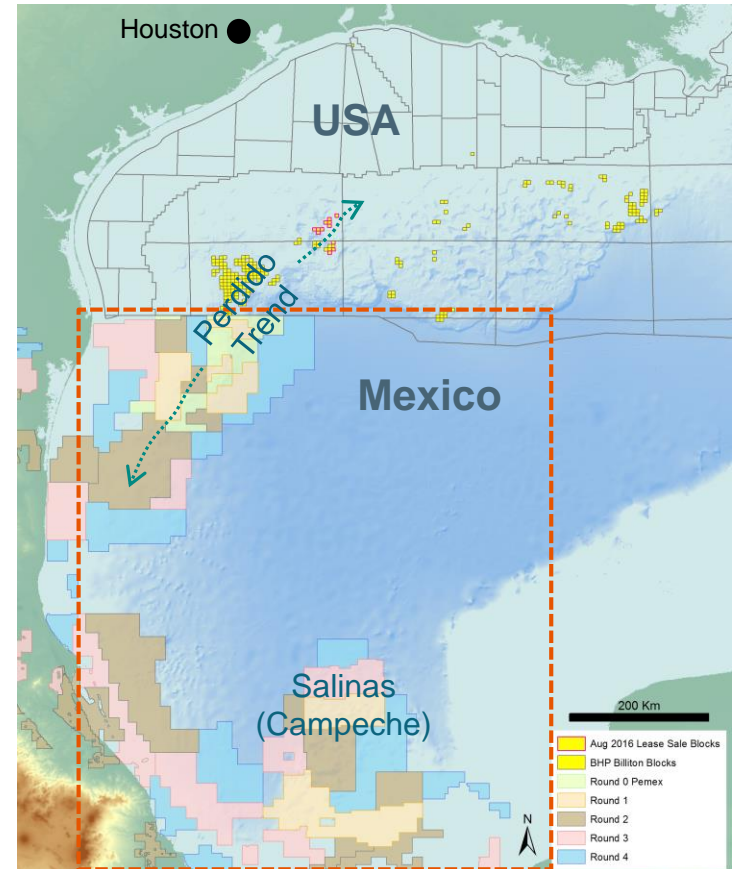 Houston
USA
Perdido
Trend
Mexico
Salinas
(Campeche)
200 Km
Aug 2016 Lease Sale Blocks
BHP Billiton Blocks
Round 0 Pemex
Round 1
Round 2
Round 3
Round 4
N